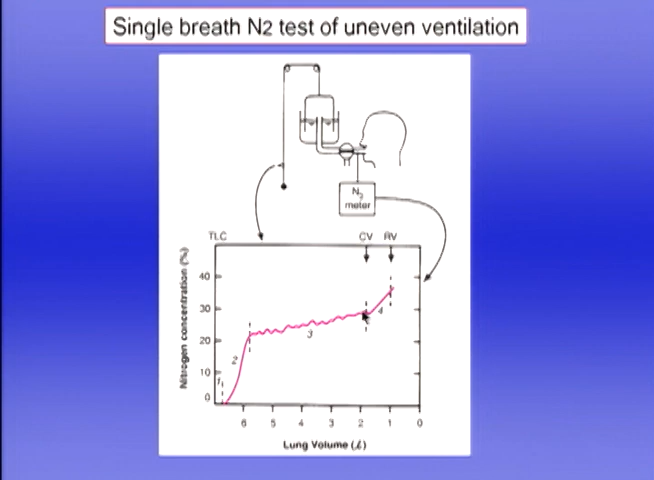 Single breath N2 test of uneven ventilation
N2
meter
TLC CV RV
Nitrogen concentration (%)
40
30
20
10
0
1
2
3
4
6 5 4 3 2 1 0
Lung Volume (ℓ)